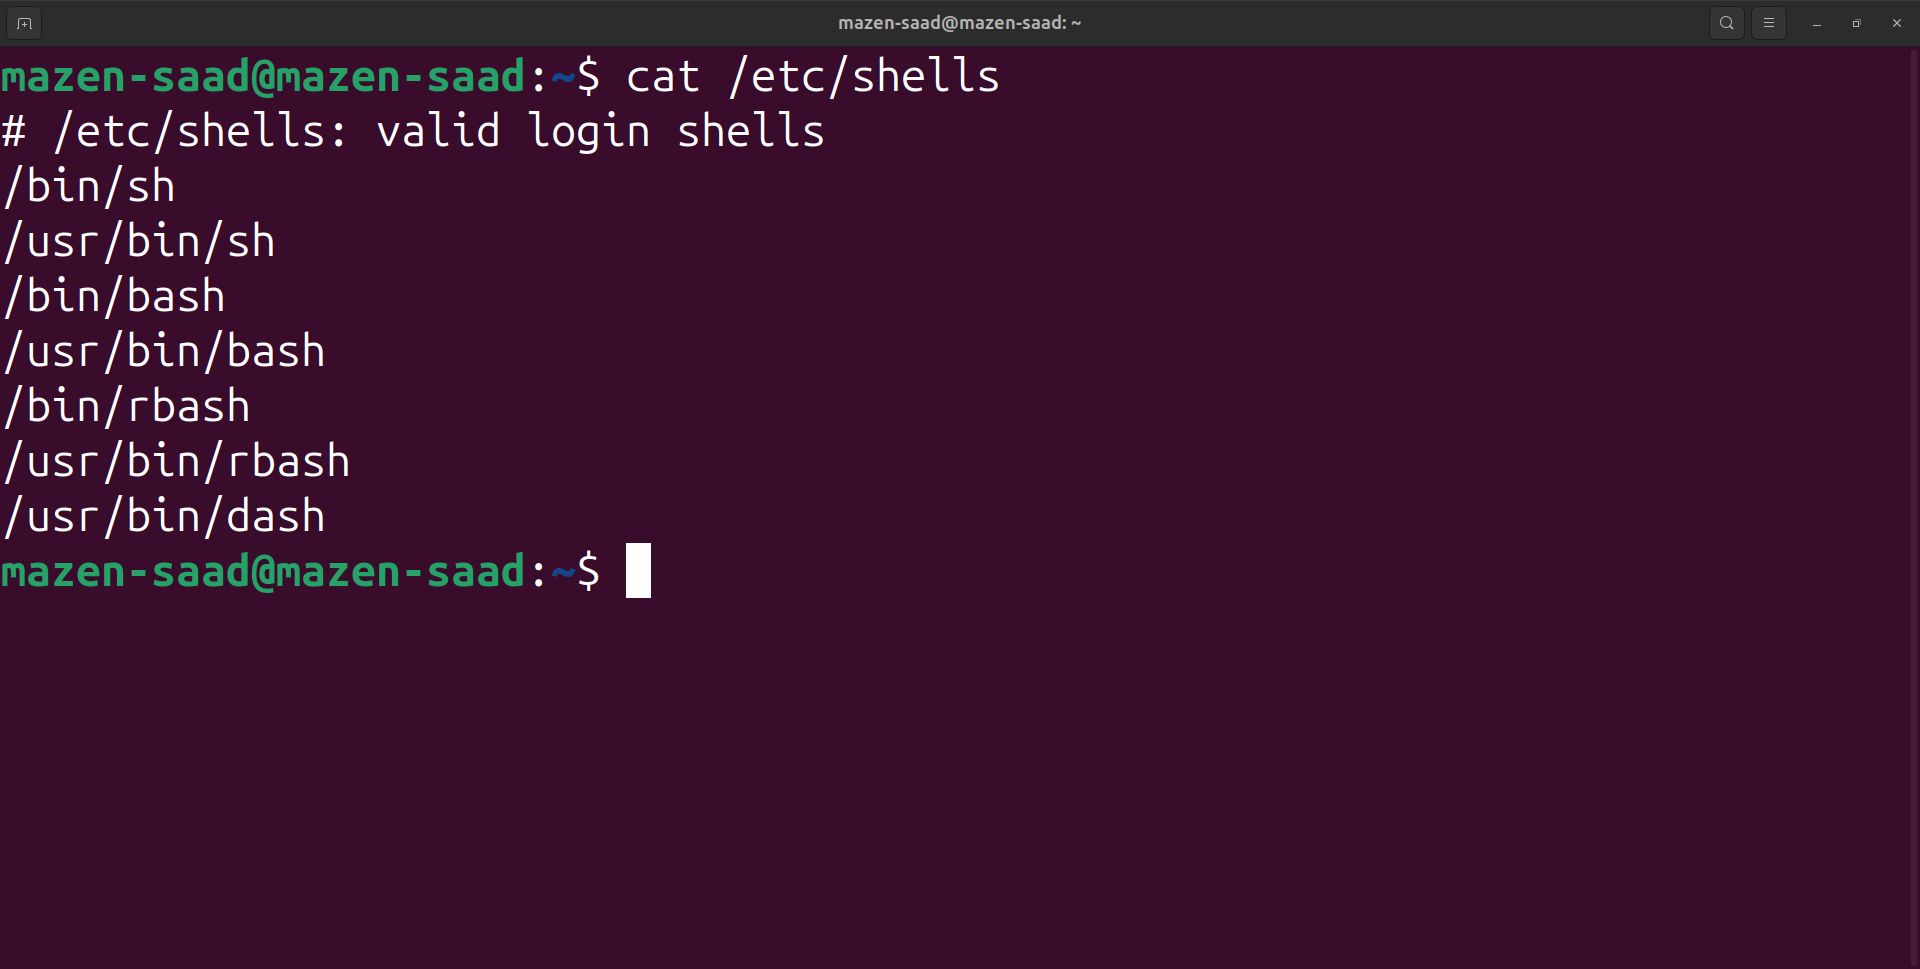 mazen-saad@mazen-saad: ~
mazen-saad@mazen-saad:~$ cat /etc/shells
# /etc/shells: valid login shells
/bin/sh
/usr/bin/sh
/bin/bash
/usr/bin/bash
/bin/rbash
/usr/bin/rbash
/usr/bin/dash
mazen-saad@mazen-saad:~$